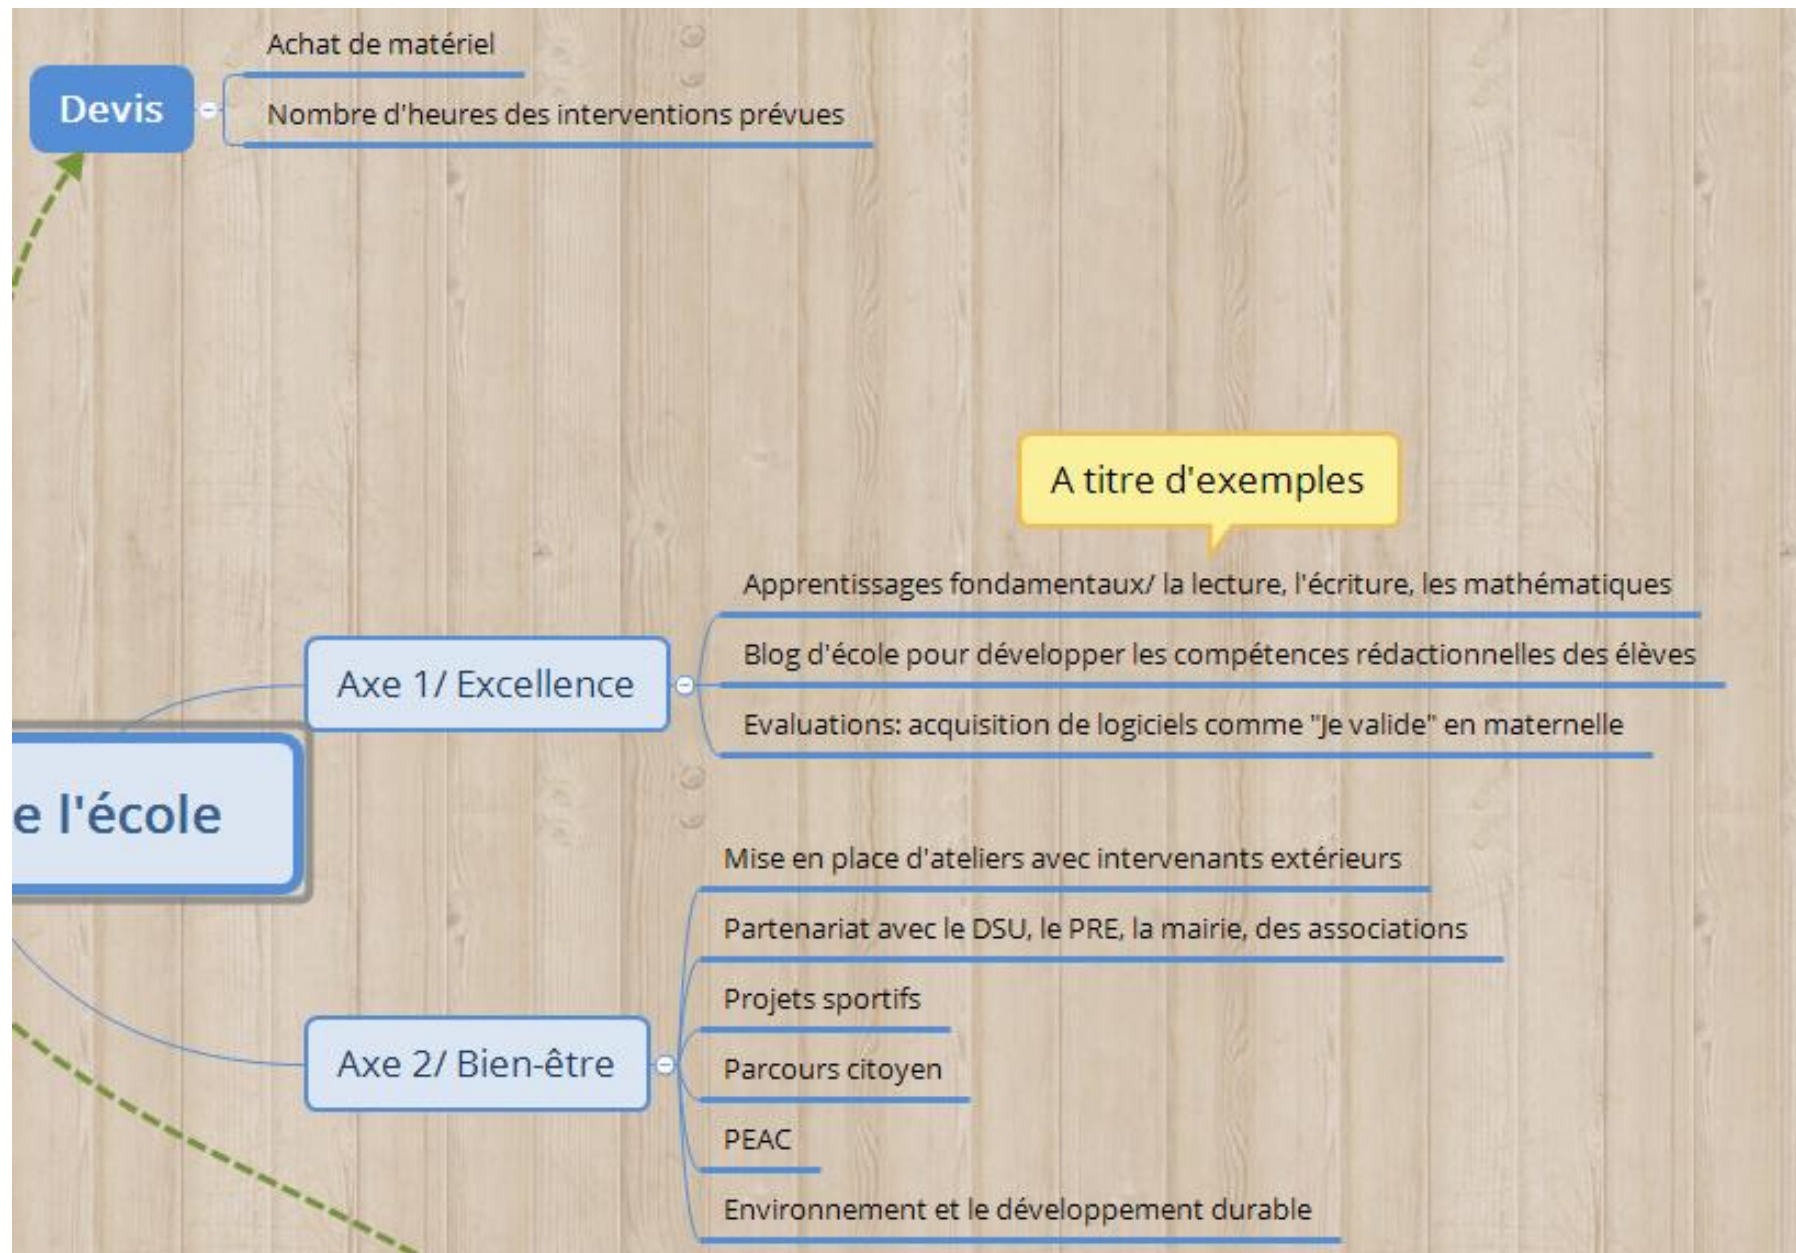 Achat de matériel
Devis
Nombre d'heures des interventions prévues
A titre d'exemples
Apprentissages fondamentaux/ la lecture, l'écriture, les mathématiques
Blog d'école pour développer les compétences rédactionnelles des élèves
Axe 1/ Excellence
Evaluations: acquisition de logiciels comme "Je valide" en maternelle
e l'école
Mise en place d'ateliers avec intervenants extérieurs
Partenariat avec le DSU, le PRE, la mairie, des associations
Projets sportifs
Axe 2/ Bien-être
Parcours citoyen
PEAC
Environnement et le développement durable